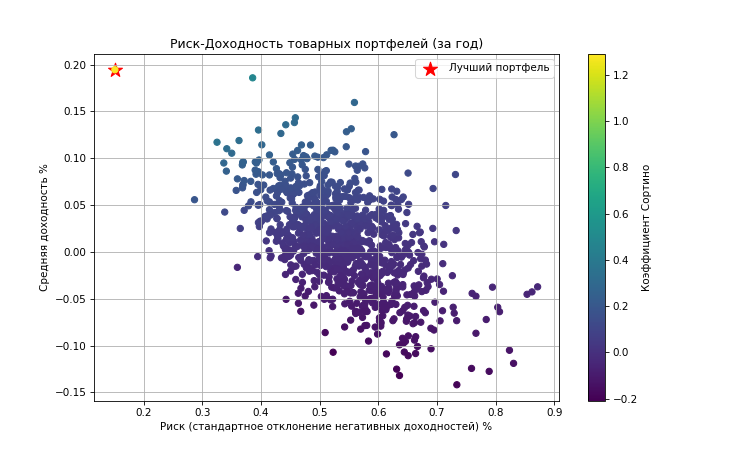 Риск-Доходность товарных портфелей (за год)
Лучший портфель
0.20
0.15
0.10
0.05
0.00
−0.05
−0.10
−0.15
Средняя доходность %
0.2 0.3 0.4 0.5 0.6 0.7 0.8 0.9
Риск (стандартное отклонение негативных доходностей) %
1.2
1.0
0.8
0.6
0.4
0.2
0.0
−0.2
Коэффициент Сортино